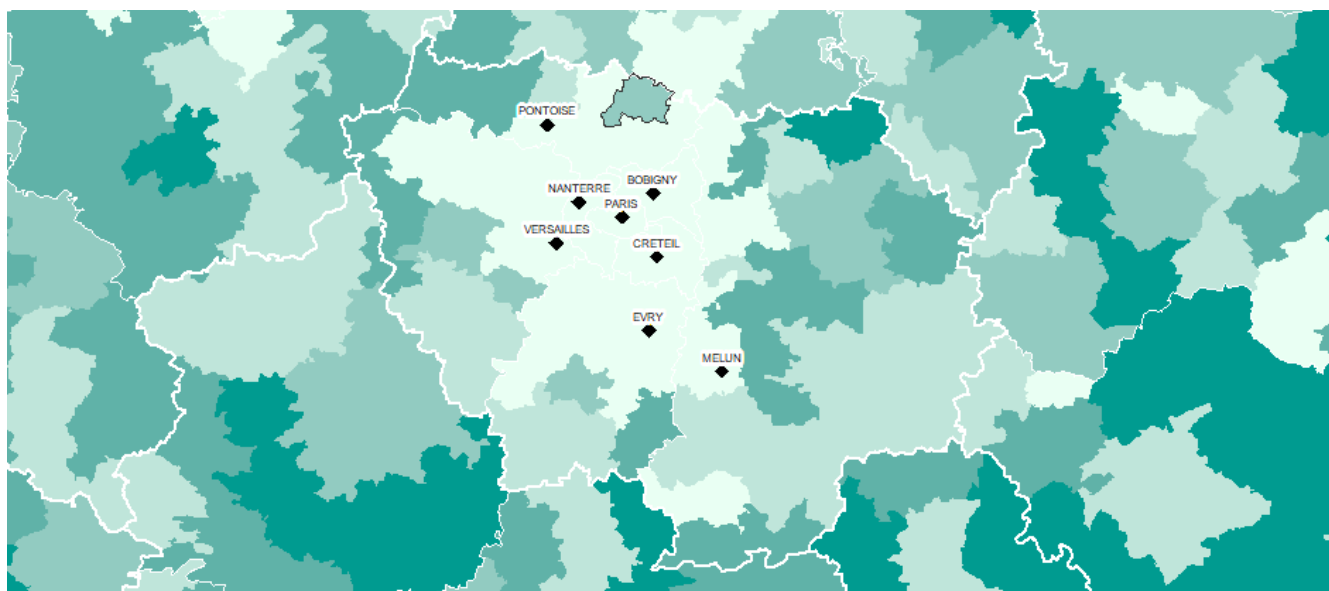 PONTOISE
BOBIGNY
NANTERRE
PARIS
VERSAILLES
CRETEIL
EVRY
MELUN